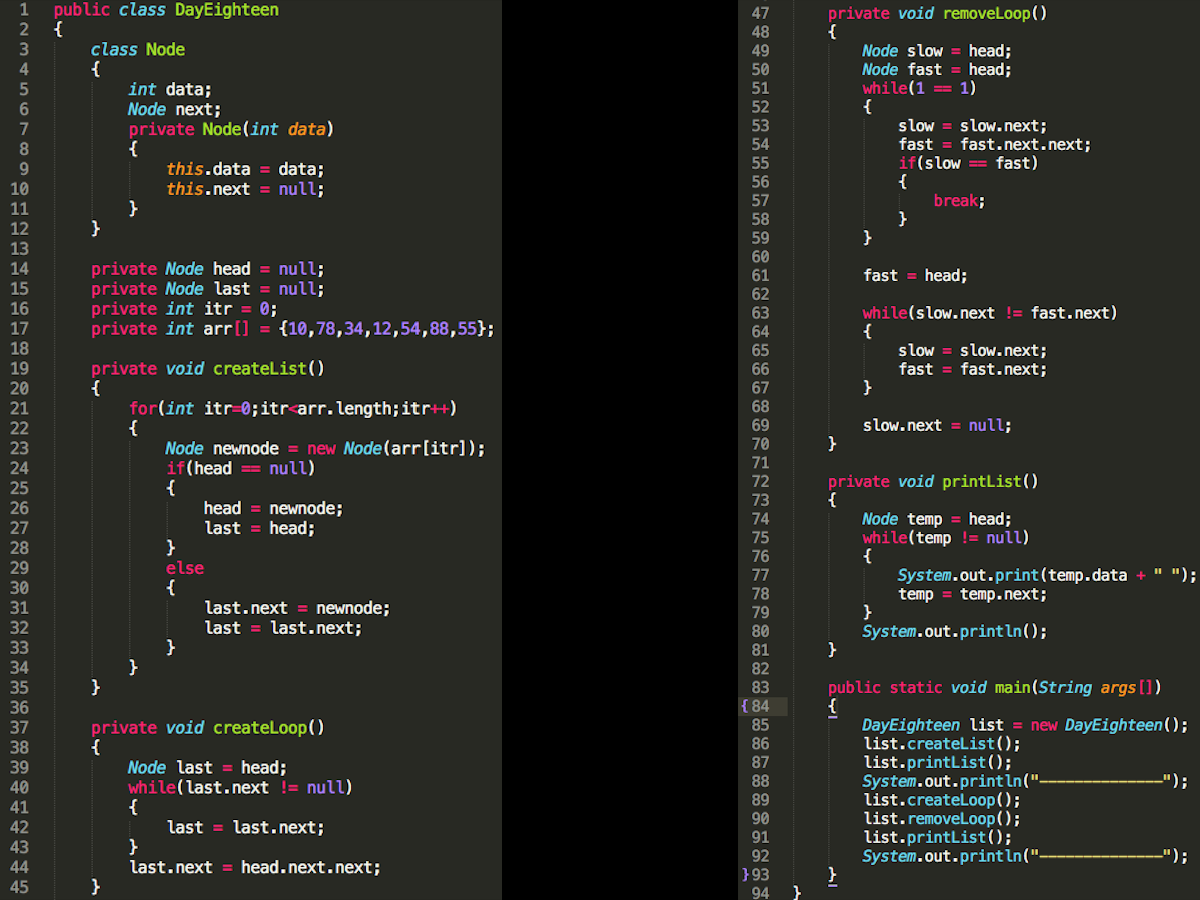 1 public class DayEighteen
2 {
3 class Node
4 {
5 int data;
6 Node next;
7 private Node(int data)
8 {
9 this.data = data;
10 this.next = null;
11 }
12 }
13
14 private Node head = null;
15 private Node last = null;
16 private int itr = 0;
17 private int arr[] = {10,78,34,12,54,88,55};
18
19 private void createList()
20 {
21 for(int itr=0;itr<arr.length;itr++)
22 {
23 Node newnode = new Node(arr[itr]);
24 if(head == null)
25 {
26 head = newnode;
27 last = head;
28 }
29 else
30 {
31 last.next = newnode;
32 last = last.next;
33 }
34 }
35 }
36
37 private void createLoop()
38 {
39 Node last = head;
40 while(last.next != null)
41 {
42 last = last.next;
43 }
44 last.next = head.next.next;
45 }
47 private void removeLoop()
48 {
49 Node slow = head;
50 Node fast = head;
51 while(1 == 1)
52 {
53 slow = slow.next;
54 fast = fast.next.next;
55 if(slow == fast)
56 {
57 break;
58 }
59 }
60
61 fast = head;
62
63 while(slow.next != fast.next)
64 {
65 slow = slow.next;
66 fast = fast.next;
67 }
68
69 slow.next = null;
70 }
71
72 private void printList()
73 {
74 Node temp = head;
75 while(temp != null)
76 {
77 System.out.print(temp.data + " ");
78 temp = temp.next;
79 }
80 System.out.println();
81 }
82
83 public static void main(String args[])
{84 {
85 DayEighteen list = new DayEighteen();
86 list.createList();
87 list.printList();
88 System.out.println("——————————————");
89 list.createLoop();
90 list.removeLoop();
91 list.printList();
92 System.out.println("——————————————");
}93 }
94 }